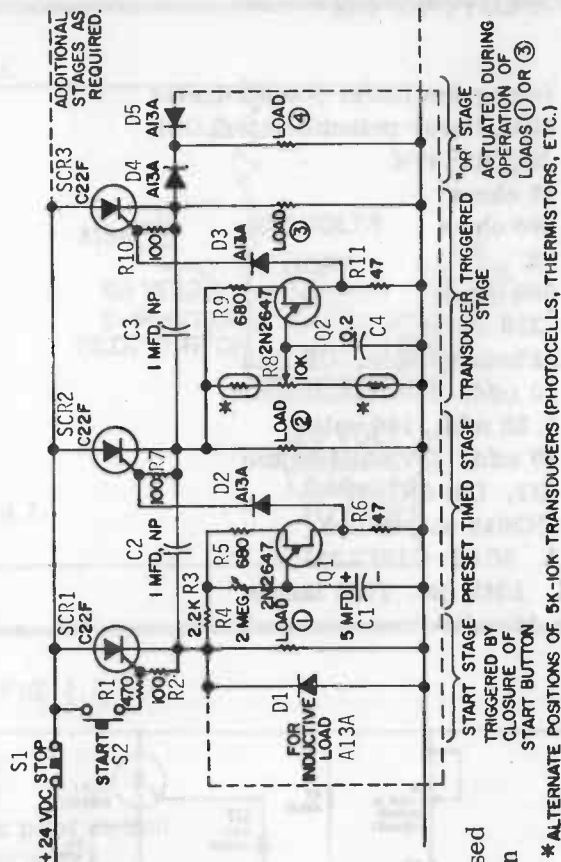 +24 VDC
S1
STOP
START
S2
R1
470
SCR1
C22F
100
R2
R3
2.2K
R4
2 MEG.
LOAD
①
D1
FOR
INDUCTIVE
LOAD
A13A
C2
1 MFD, NP
R5
680
2N2647
Q1
5 MFD
+
C1
R6
47
D2
A13A
SCR2
C22F
R7
100
LOAD
②
C3
1 MFD, NP
R9
680
2N2647
R8
10K
Q2
0.2
C4
*
*
D3
A13A
R11
47
SCR3
C22F
R10
100
LOAD
③
D4
A13A
D5
A13A
LOAD
④
ADDITIONAL
STAGES AS
REQUIRED.
START STAGE
TRIGGERED BY
CLOSURE OF
START BUTTON
PRESET TIMED STAGE
TRANSDUCER TRIGGERED
STAGE
"OR" STAGE
ACTUATED DURING
OPERATION OF
LOADS ① OR ③
*ALTERNATE POSITIONS OF 5K-10K TRANSDUCERS (PHOTOCELLS, THERMISTORS, ETC.)